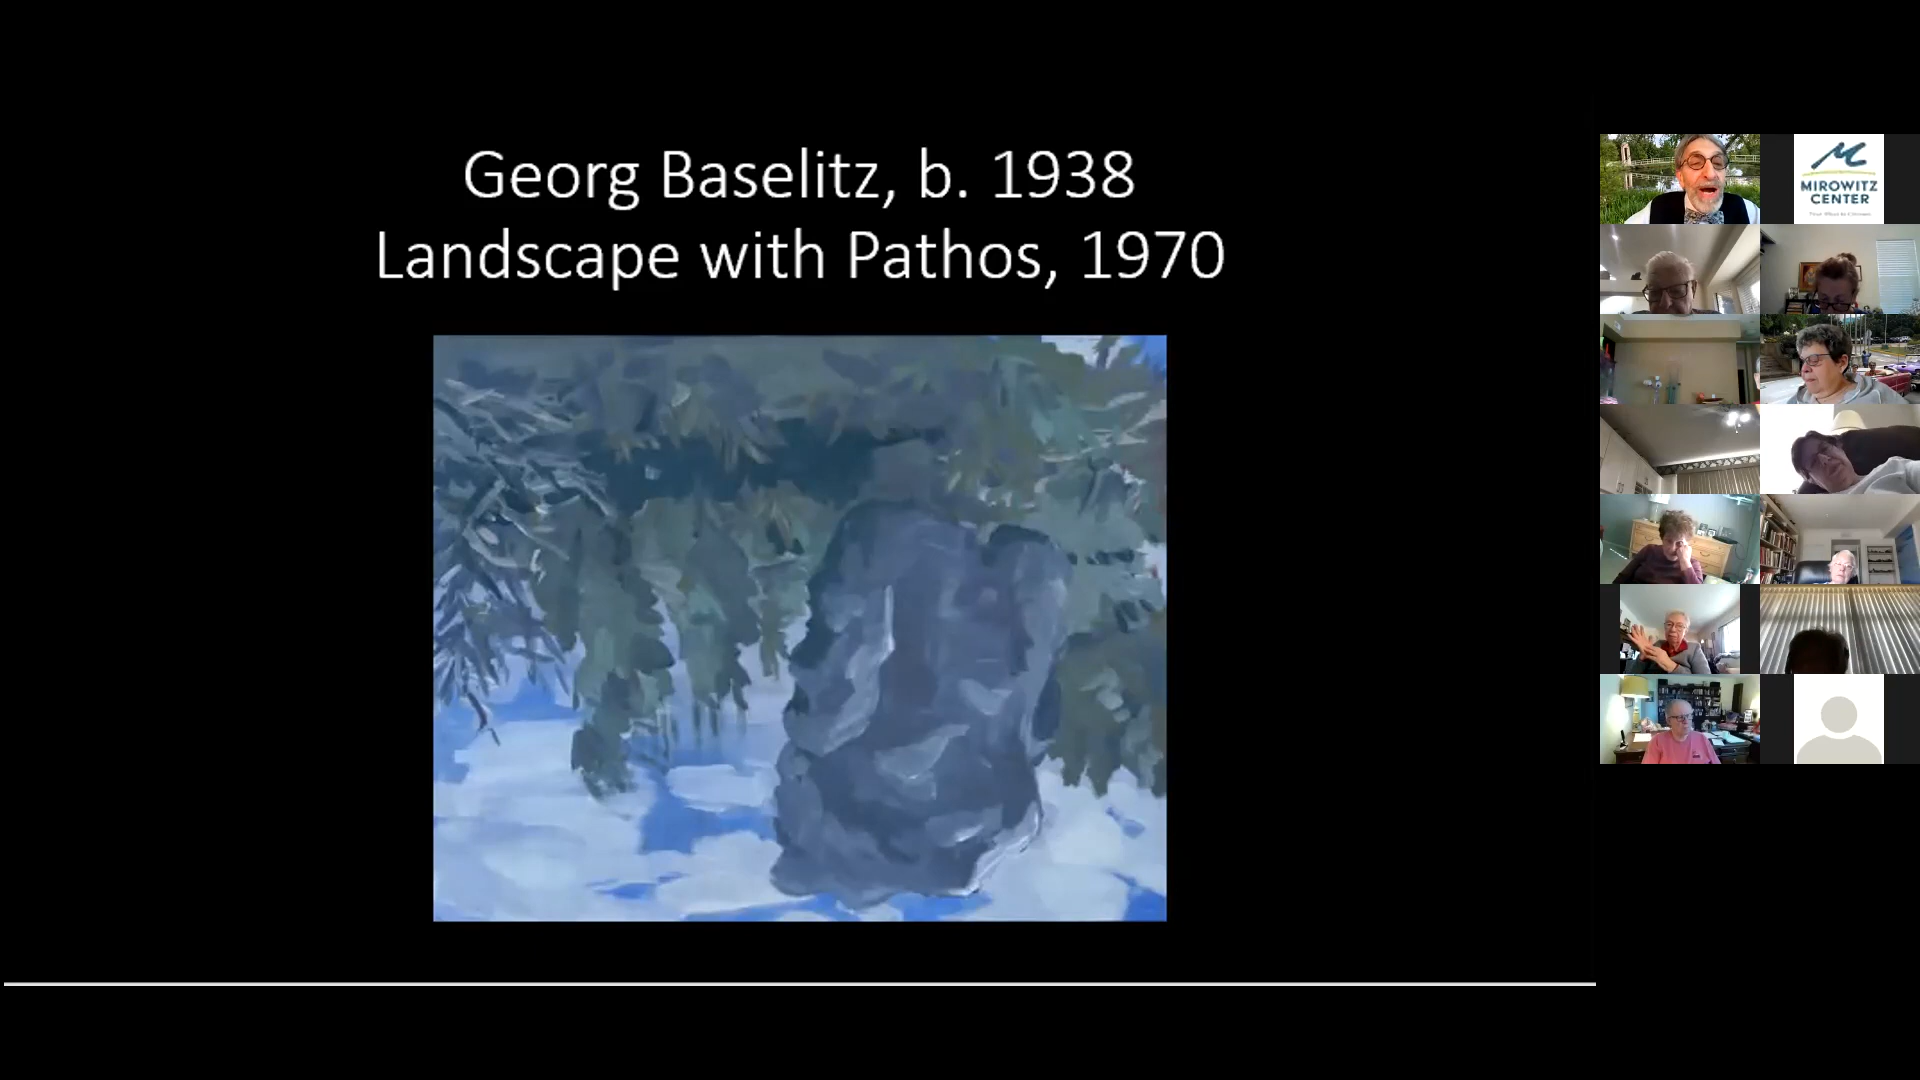 Georg Baselitz, b. 1938
Landscape with Pathos, 1970
MIROWITZ
CENTER